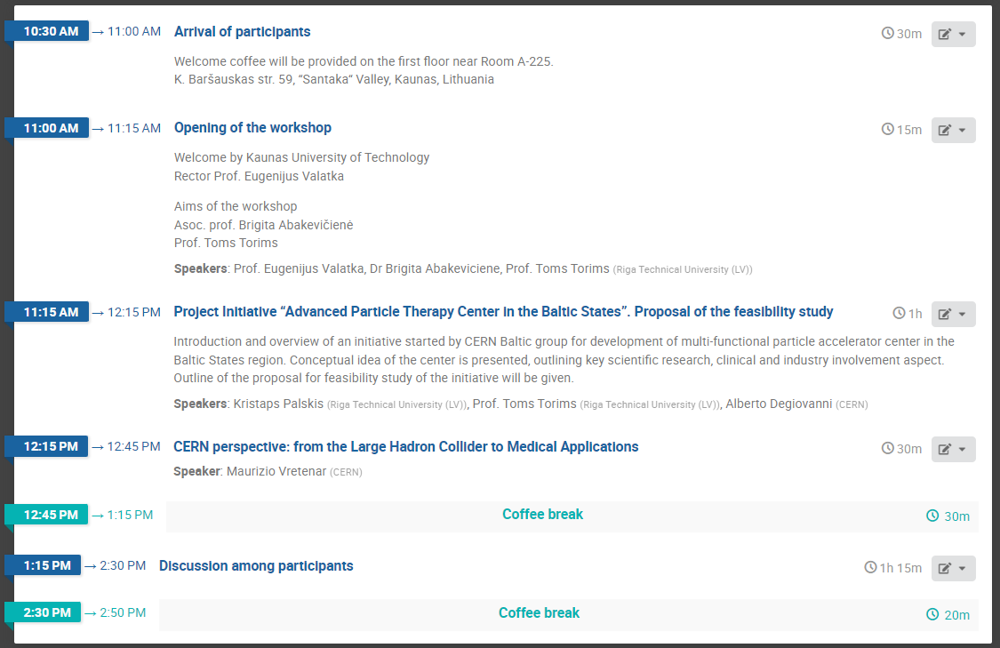 10:30 AM → 11:00 AM Arrival of participants 30m
Welcome coffee will be provided on the first floor near Room A-225.
K. Baršauskas str. 59, “Santaka“ Valley, Kaunas, Lithuania
11:00 AM → 11:15 AM Opening of the workshop 15m
Welcome by Kaunas University of Technology
Rector Prof. Eugenijus Valatka
Aims of the workshop
Asoc. prof. Brigita Abakevičienė
Prof. Toms Torims
Speakers: Prof. Eugenijus Valatka, Dr Brigita Abakeviciene, Prof. Toms Torims (Riga Technical University (LV))
11:15 AM → 12:15 PM Project Initiative “Advanced Particle Therapy Center in the Baltic States”. Proposal of the feasibility study 1h
Introduction and overview of an initiative started by CERN Baltic group for development of multi-functional particle accelerator center in the
Baltic States region. Conceptual idea of the center is presented, outlining key scientific research, clinical and industry involvement aspect.
Outline of the proposal for feasibility study of the initiative will be given.
Speakers: Kristaps Palskis (Riga Technical University (LV)), Prof. Toms Torims (Riga Technical University (LV)), Alberto Degiovanni (CERN)
12:15 PM → 12:45 PM CERN perspective: from the Large Hadron Collider to Medical Applications 30m
Speaker: Maurizio Vretenar (CERN)
12:45 PM → 1:15 PM Coffee break 30m
1:15 PM → 2:30 PM Discussion among participants 1h 15m
2:30 PM → 2:50 PM Coffee break 20m